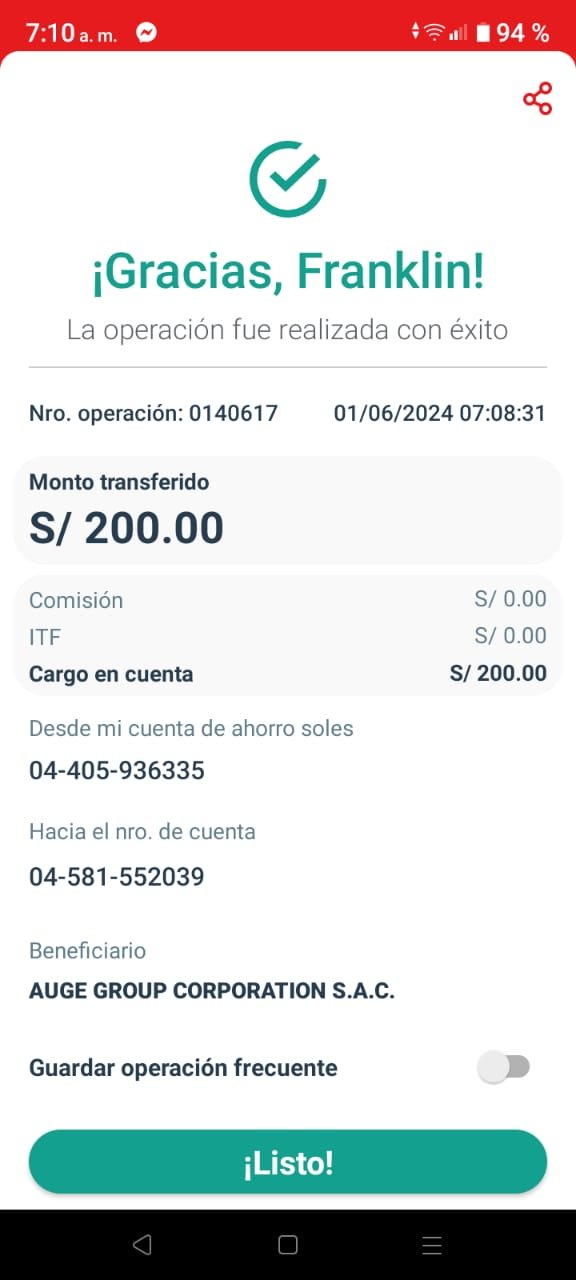 7:10 a. m. 94 %
¡Gracias, Franklin!
La operación fue realizada con éxito
Nro. operación: 0140617 01/06/2024 07:08:31
Monto transferido
S/ 200.00
Comisión S/ 0.00
ITF S/ 0.00
Cargo en cuenta S/ 200.00
Desde mi cuenta de ahorro soles
04-405-936335
Hacia el nro. de cuenta
04-581-552039
Beneficiario
AUGE GROUP CORPORATION S.A.C.
Guardar operación frecuente
¡Listo!